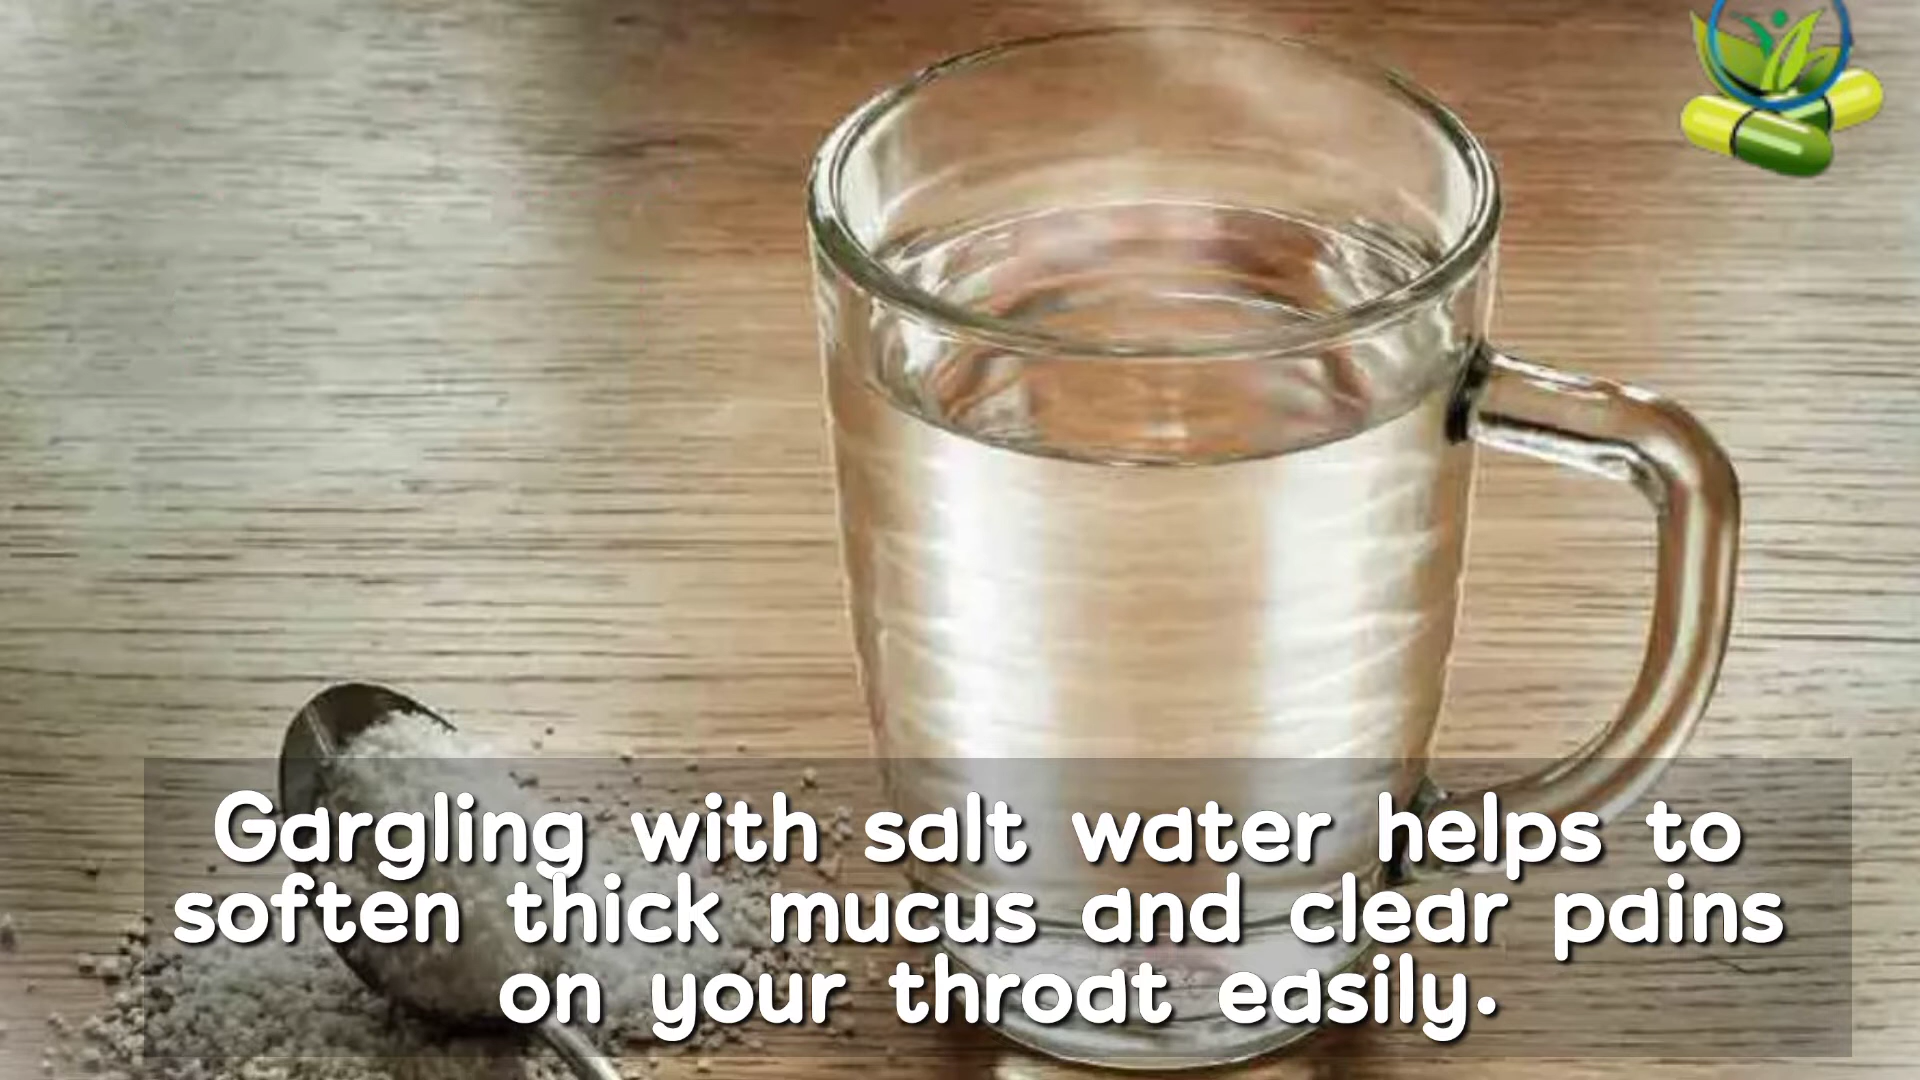 Gargling with salt water helps to
soften thick mucus and clear pains
on your throat easily.